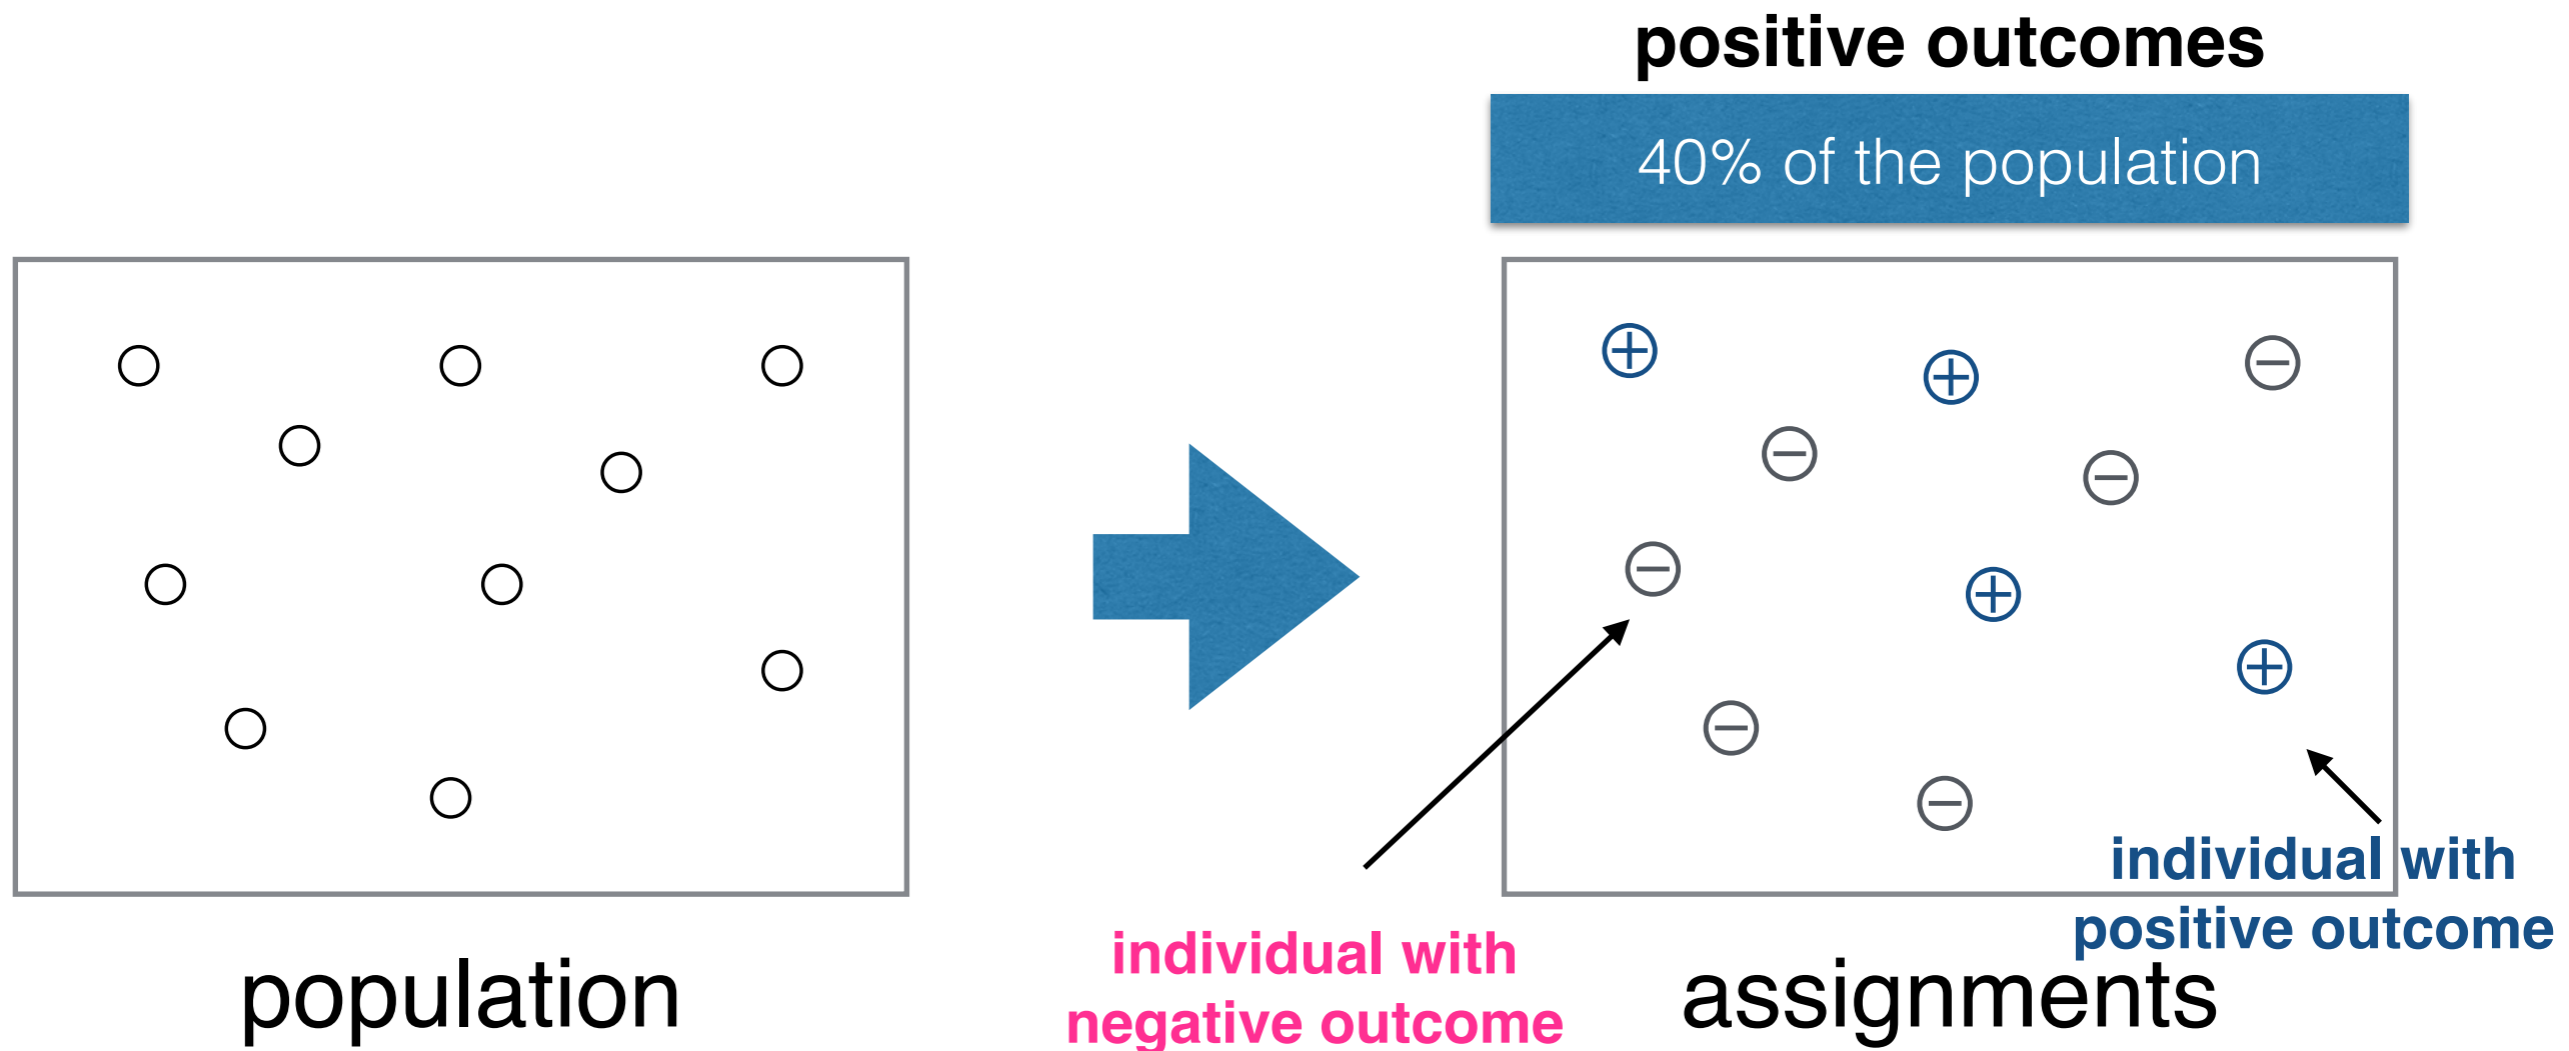 positive outcomes
40% of the population
individual with
positive outcome
individual with
negative outcome
population
assignments